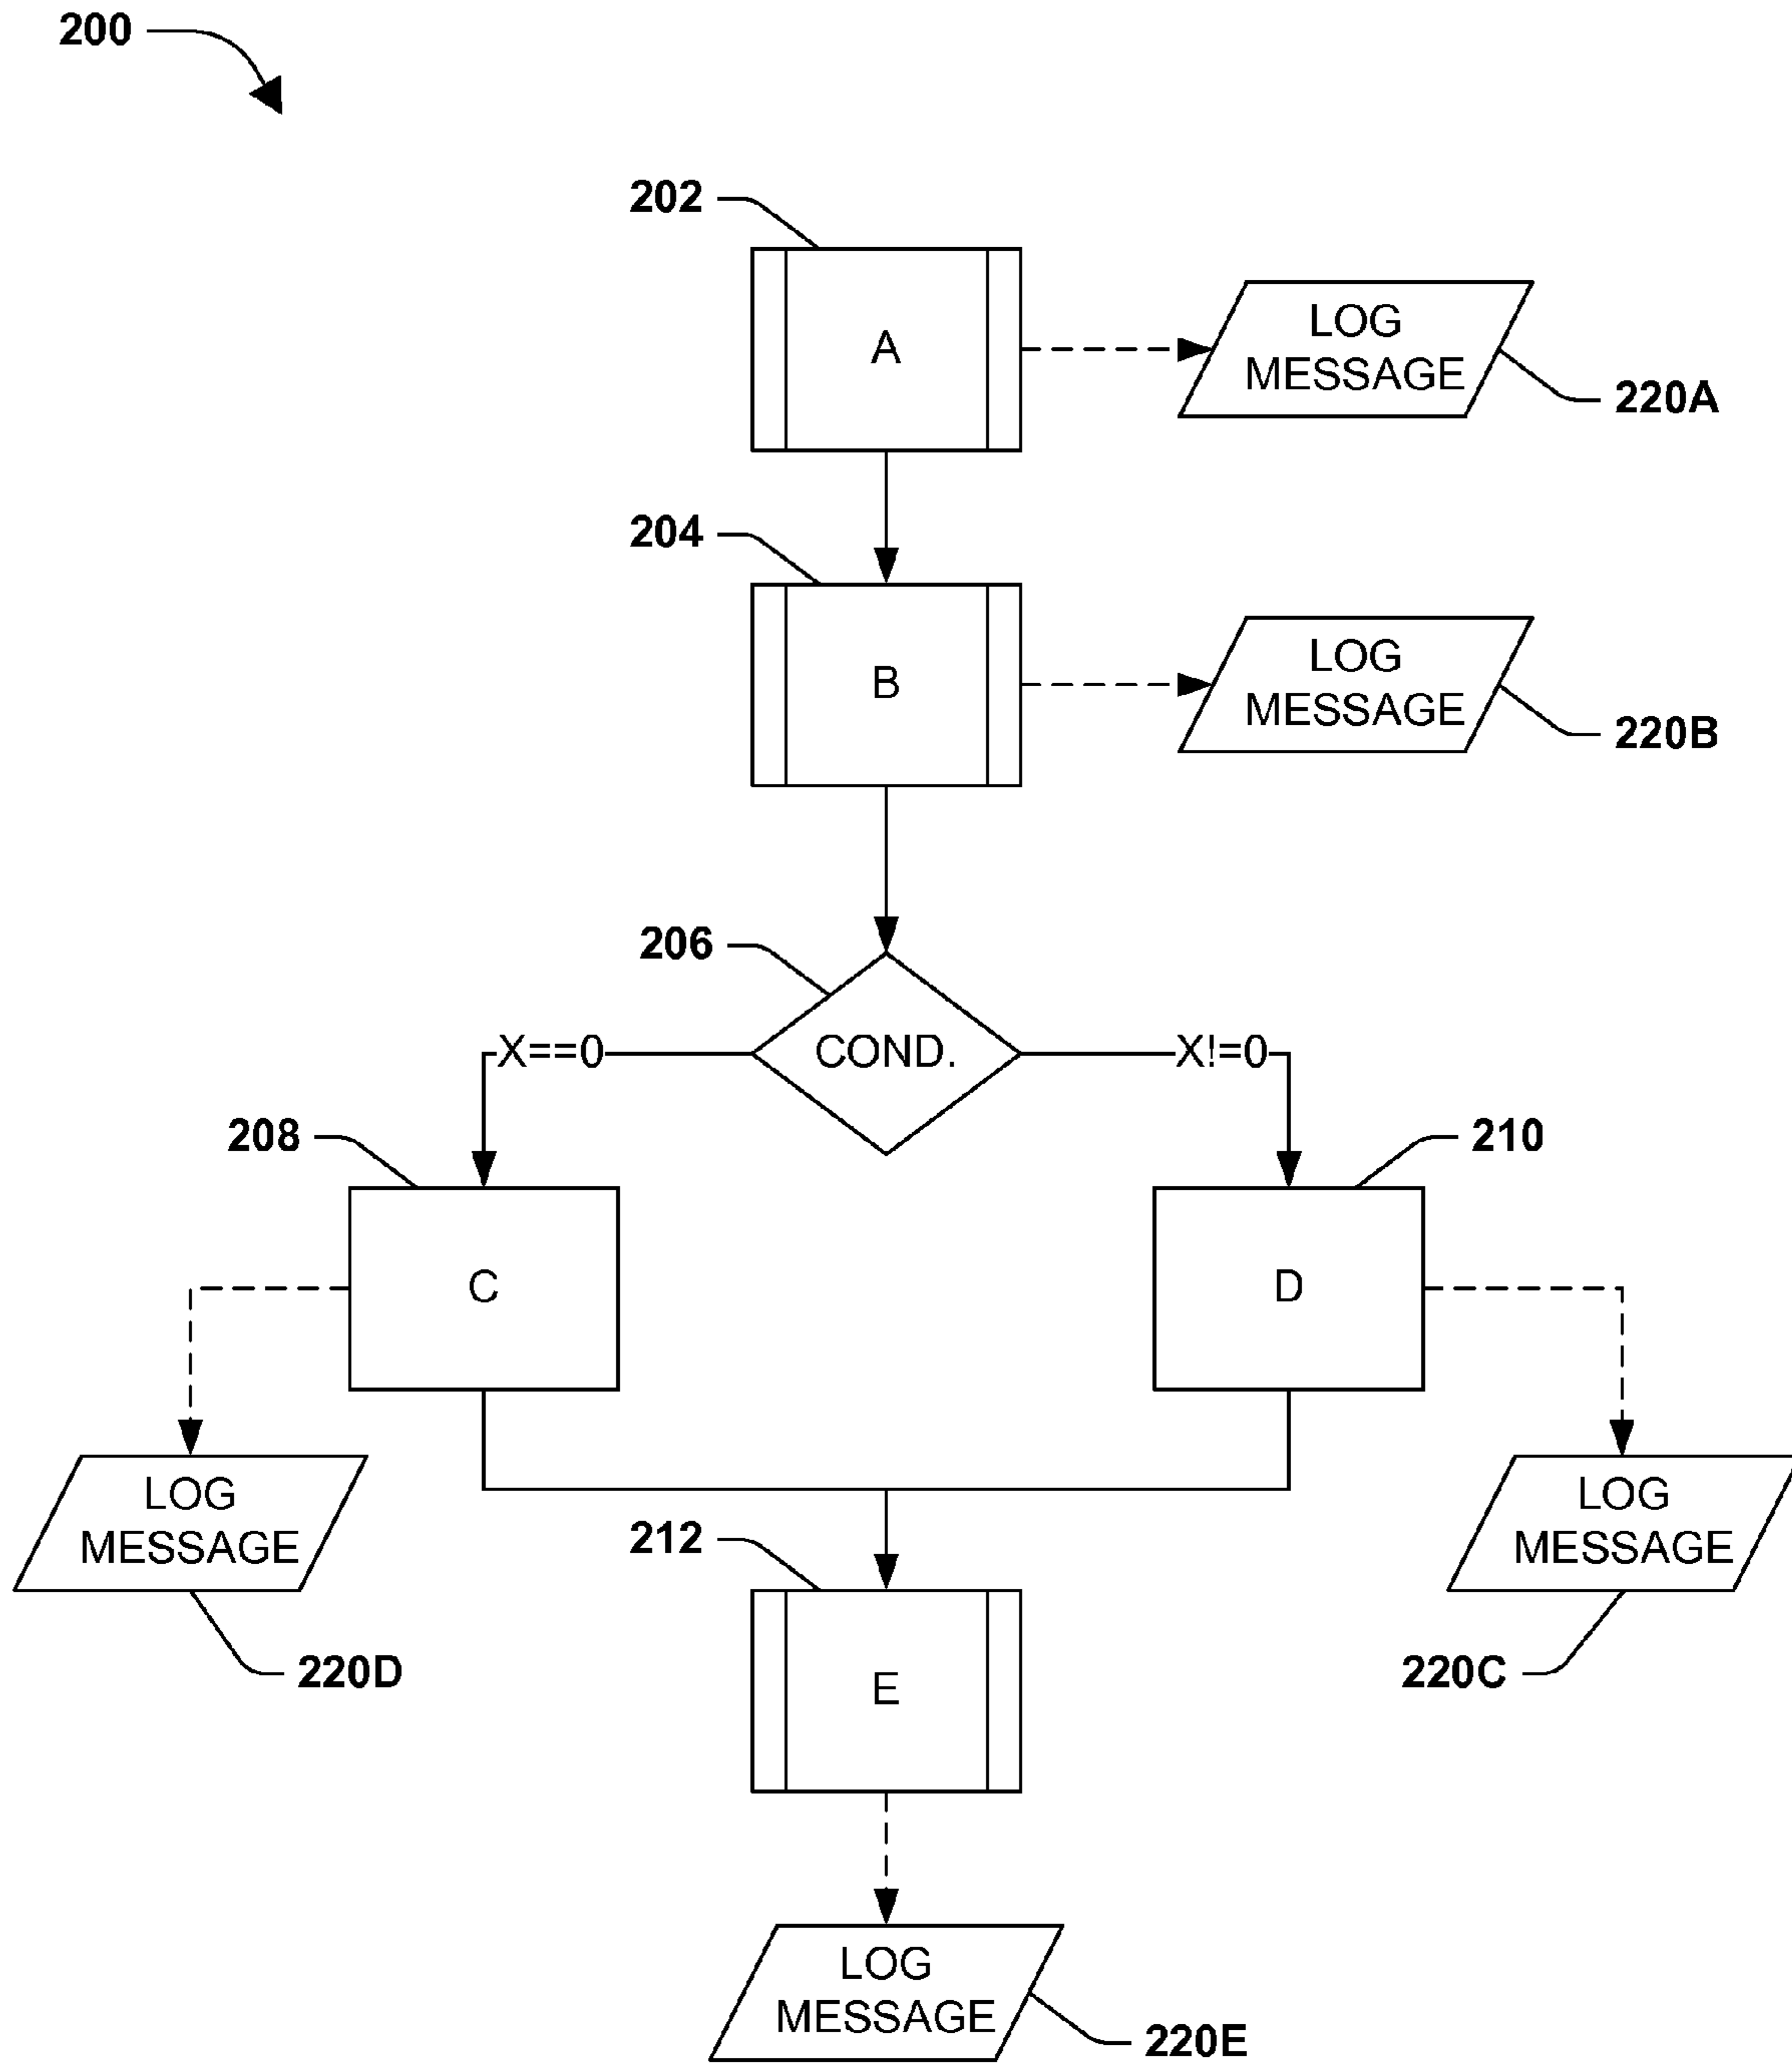 200
202
A
LOG
MESSAGE
220A
204
B
LOG
MESSAGE
220B
206
COND.
X==0
X!=0
208
210
C
D
LOG
MESSAGE
220D
LOG
MESSAGE
220C
212
E
LOG
MESSAGE
220E